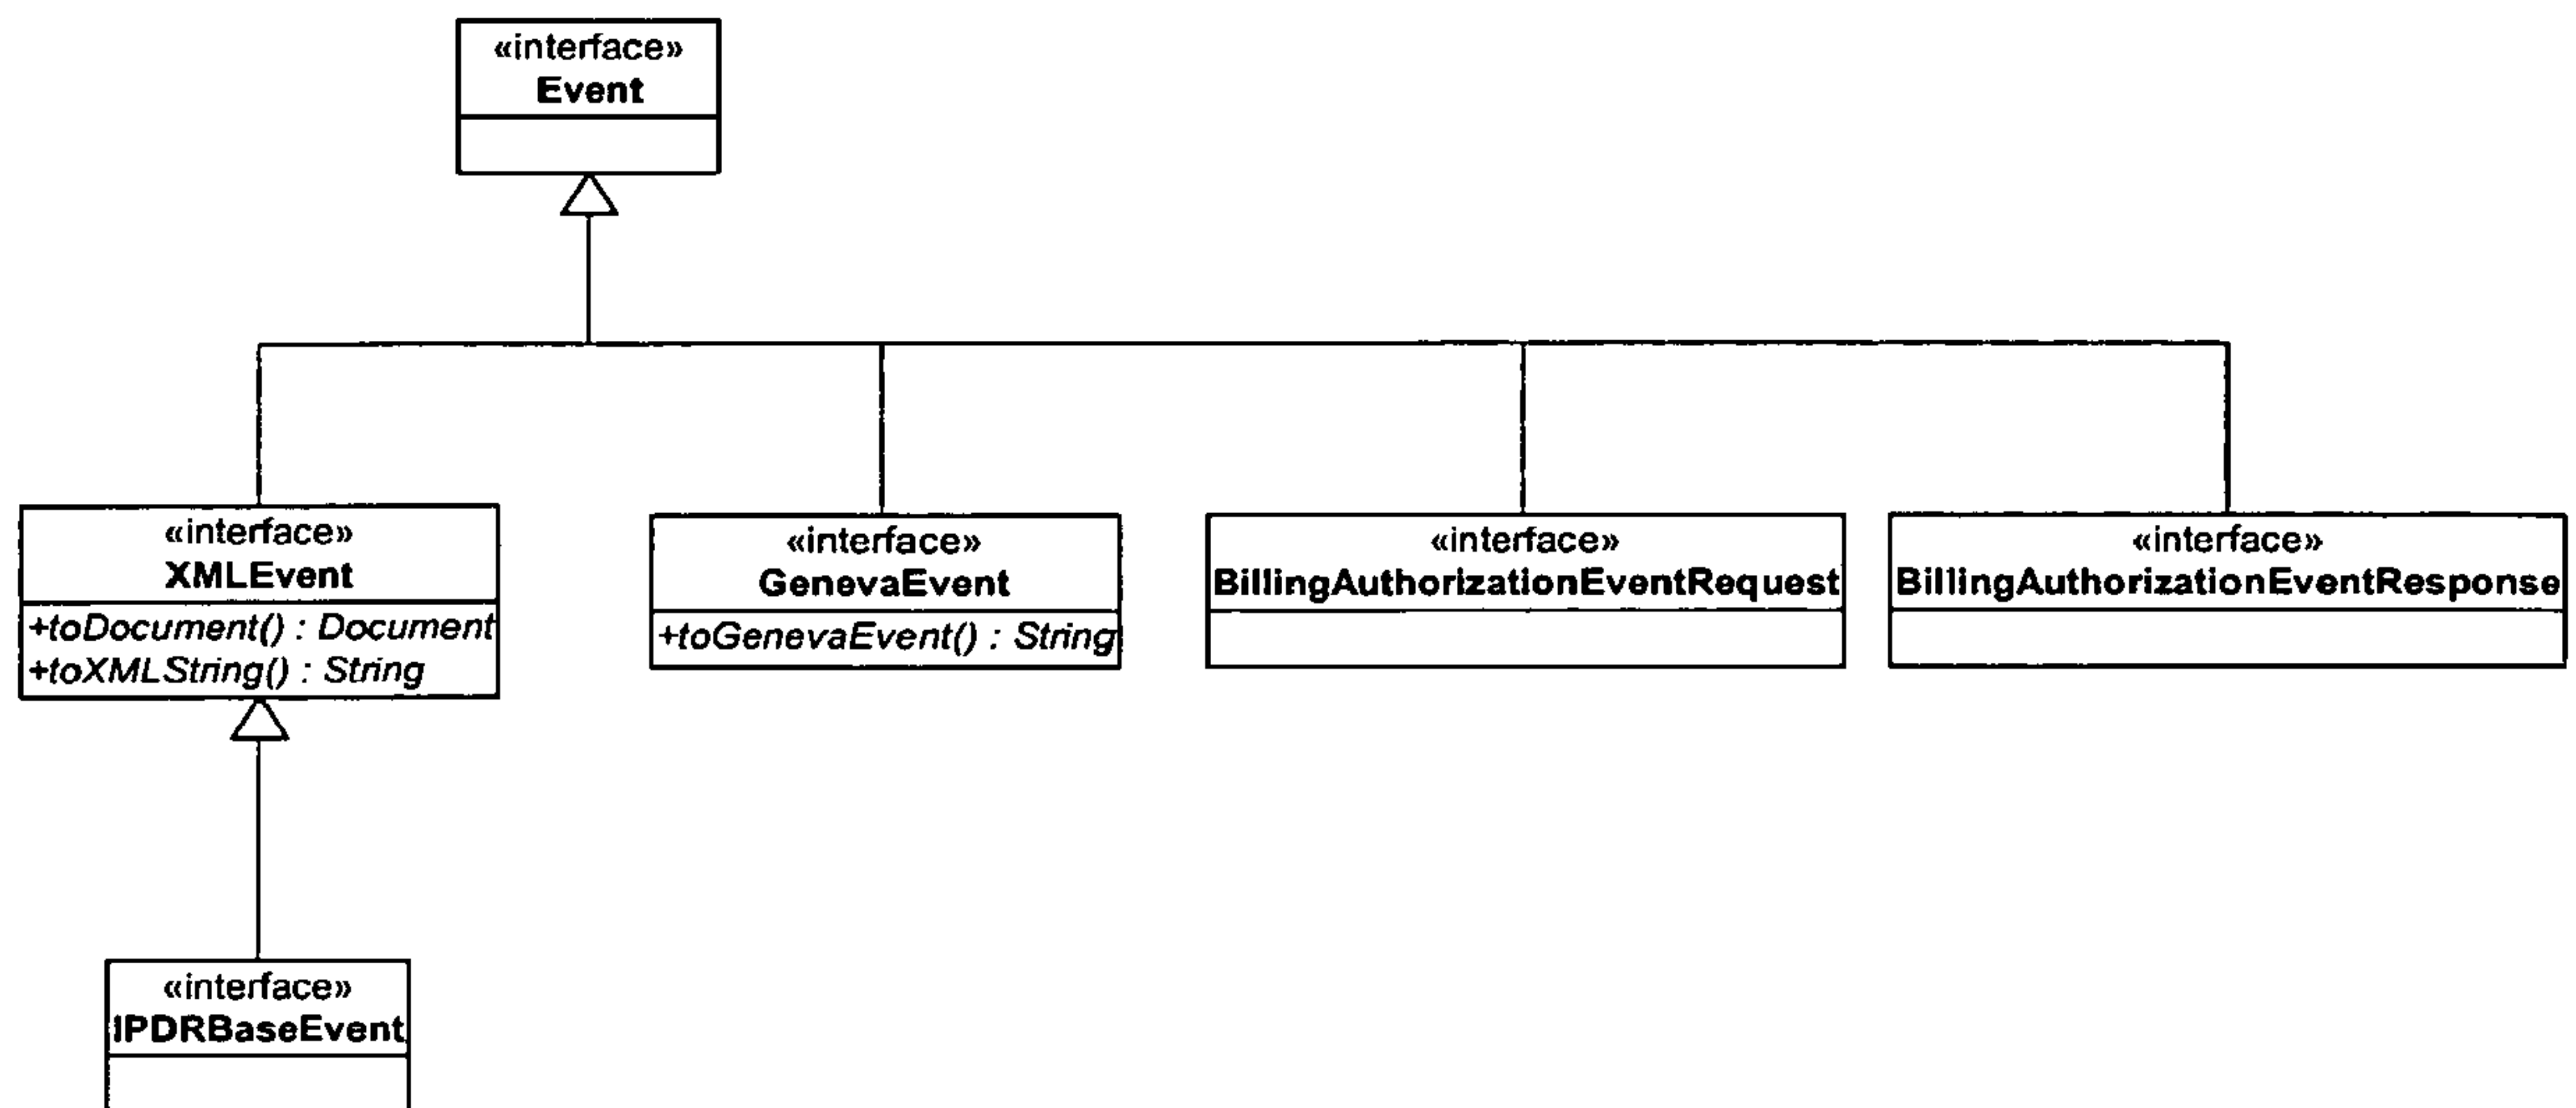 «interface»
Event
«interface»
XMLEvent
+toDocument() : Document
+toXMLString() : String
«interface»
GenevaEvent
+toGenevaEvent() : String
«interface»
BillingAuthorizationEventRequest
«interface»
BillingAuthorizationEventResponse
«interface»
IPDRBaseEvent